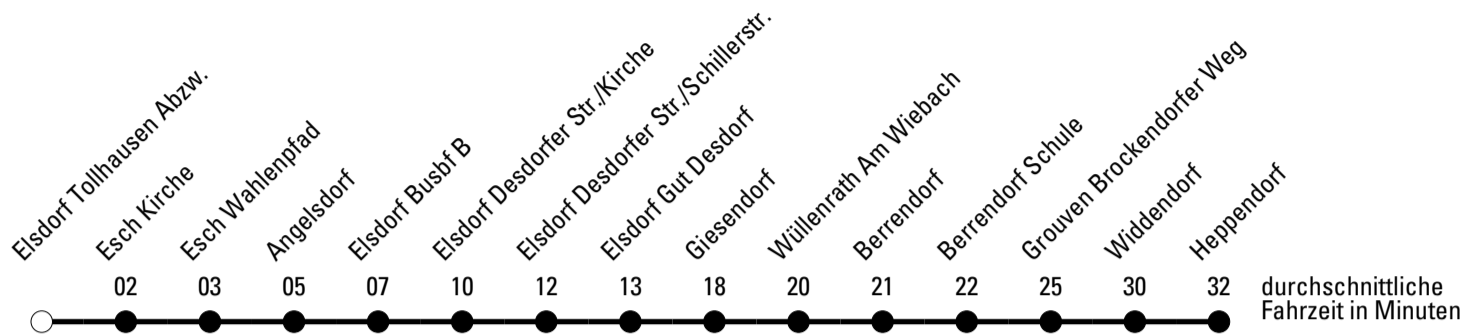 Elsdorf Tollhausen Abzw.
Esch Kirche
Esch Wahlenpfad
Angelsdorf
Elsdorf Busbf B
Elsdorf Desdorfer Str./Kirche
Elsdorf Desdorfer Str./Schillerstr.
Elsdorf Gut Desdorf
Giesendorf
Wüllenrath Am Wiebach
Berrendorf
Berrendorf Schule
Grouven Brockendorfer Weg
Widdendorf
Heppendorf
02 03 05 07 10 12 13 18 20 21 22 25 30 32 durchschnittliche
Fahrzeit in Minuten